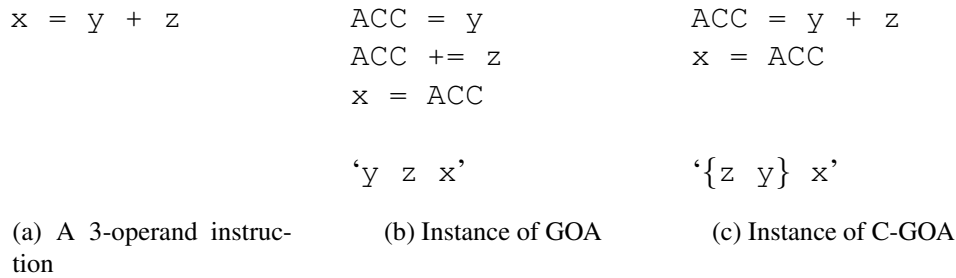 x = y + z
ACC = y
ACC += z
x = ACC
‘y z x’
ACC = y + z
x = ACC
‘{z y} x’
(a) A 3-operand instruc-
tion
(b) Instance of GOA
(c) Instance of C-GOA